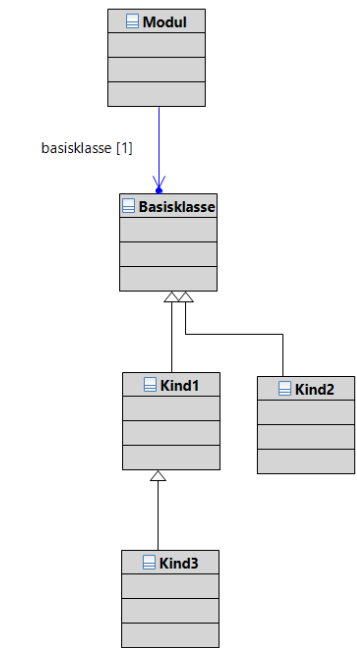 Modul
basisklasse [1]
Basisklasse
Kind1
Kind2
Kind3